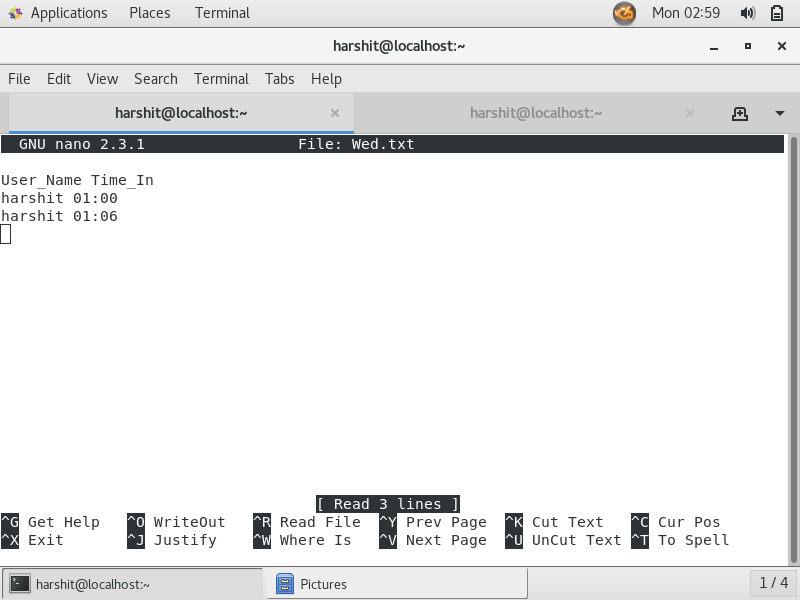 Applications Places Terminal Mon 02:59
harshit@localhost:~
File Edit View Search Terminal Tabs Help
harshit@localhost:~ harshit@localhost:~
GNU nano 2.3.1 File: Wed.txt
User_Name Time_In
harshit 01:00
harshit 01:06
[ Read 3 lines ]
^G Get Help ^O WriteOut ^R Read File ^Y Prev Page ^K Cut Text ^C Cur Pos
^X Exit ^J Justify ^W Where Is ^V Next Page ^U UnCut Text ^T To Spell
harshit@localhost:~ Pictures 1 / 4